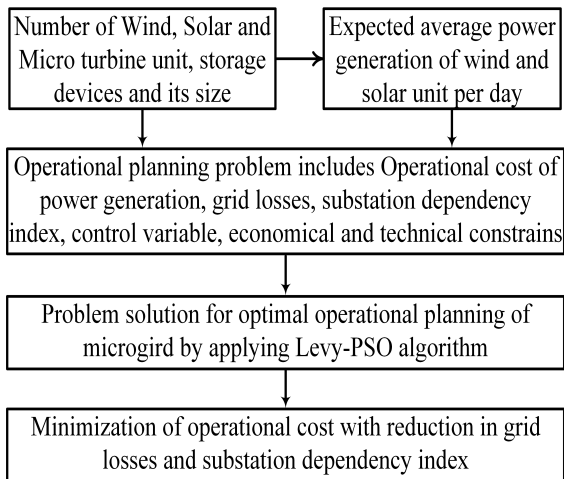 Number of Wind, Solar and
Micro turbine unit, storage
devices and its size
Expected average power
generation of wind and
solar unit per day
Operational planning problem includes Operational cost of
power generation, grid losses, substation dependency
index, control variable, economical and technical constrains
Problem solution for optimal operational planning of
microgird by applying Levy-PSO algorithm
Minimization of operational cost with reduction in grid
losses and substation dependency index